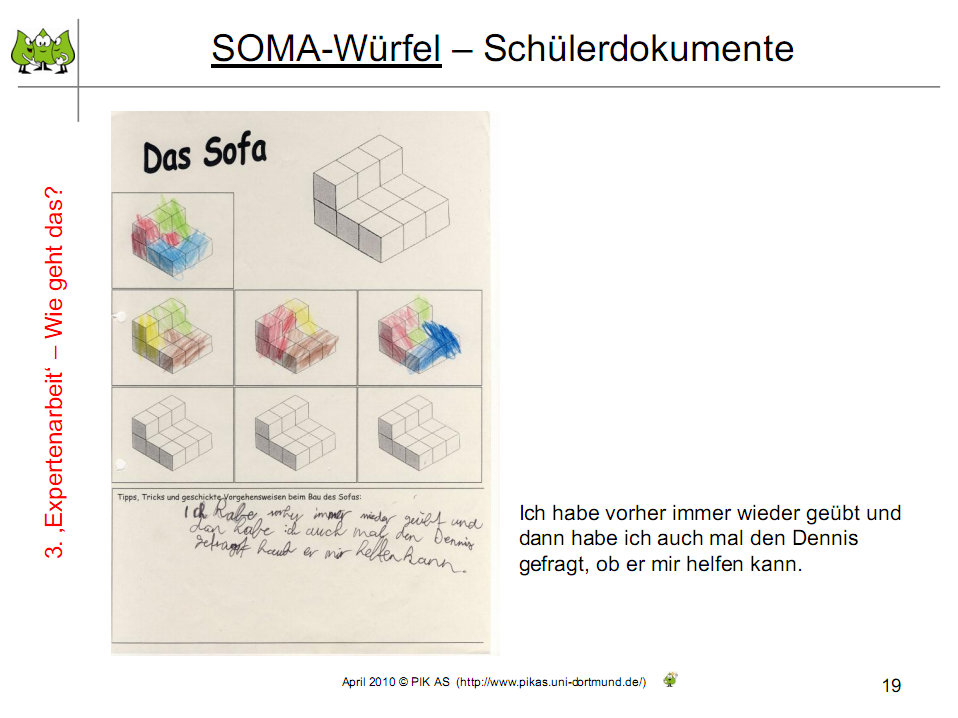 SOMA-Würfel – Schülerdokumente
3. ‚Expertenarbeit‘ – Wie geht das?
Das Sofa
Tipps, Tricks und geschickte Vorgehensweisen beim Bau des Sofas:
Ich habe vorhy immer wieder geübt und
dan habe ich auch mal den Dennis
gefragt er mir helfen kann.
Ich habe vorher immer wieder geübt und
dann habe ich auch mal den Dennis
gefragt, ob er mir helfen kann.
April 2010 © PIK AS (http://www.pikas.uni-dortmund.de/)
19